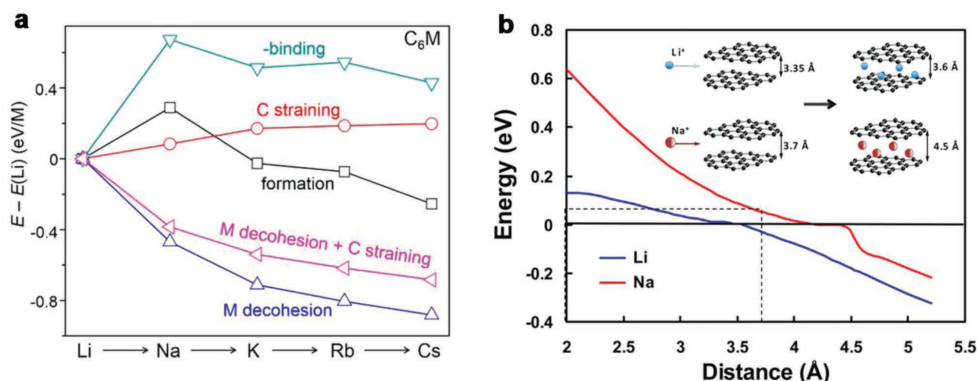 a
C₆M
-binding
C straining
formation
M decohesion + C straining
M decohesion
E – E(Li) (eV/M)
0.4
0
-0.4
-0.8
Li → Na → K → Rb → Cs
b
Li⁺
3.35 Å
3.6 Å
Na⁺
3.7 Å
4.5 Å
Energy (eV)
0.8
0.6
0.4
0.2
0
-0.2
-0.4
Li
Na
2 2.5 3 3.5 4 4.5 5 5.5
Distance (Å)